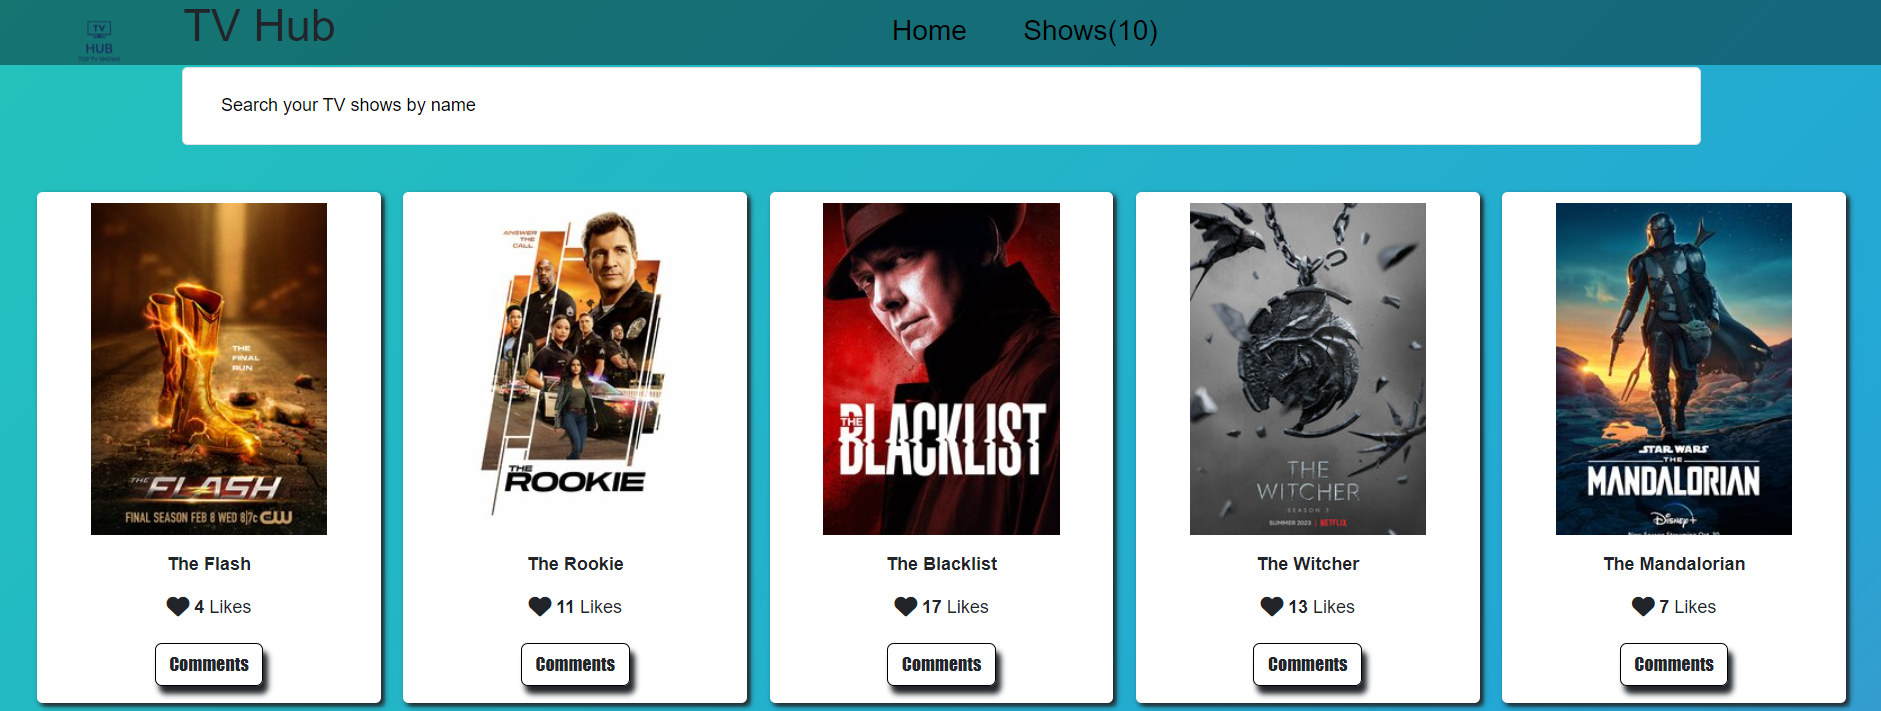 TV
HUB
TOP TV SHOWS
TV Hub
Home
Shows(10)
Search your TV shows by name
THE
FINAL
RUN
THE
FLASH
FINAL SEASON FEB 8 WED 8|7c CW
The Flash
4 Likes
Comments
ANSWER
THE
CALL
THE
ROOKIE
The Rookie
11 Likes
Comments
THE
BLACKLIST
The Blacklist
17 Likes
Comments
THE
WITCHER
SEASON 3
SUMMER 2023 | NETFLIX
The Witcher
13 Likes
Comments
STAR WARS
THE
MANDALORIAN
Disney+
The Mandalorian
7 Likes
Comments